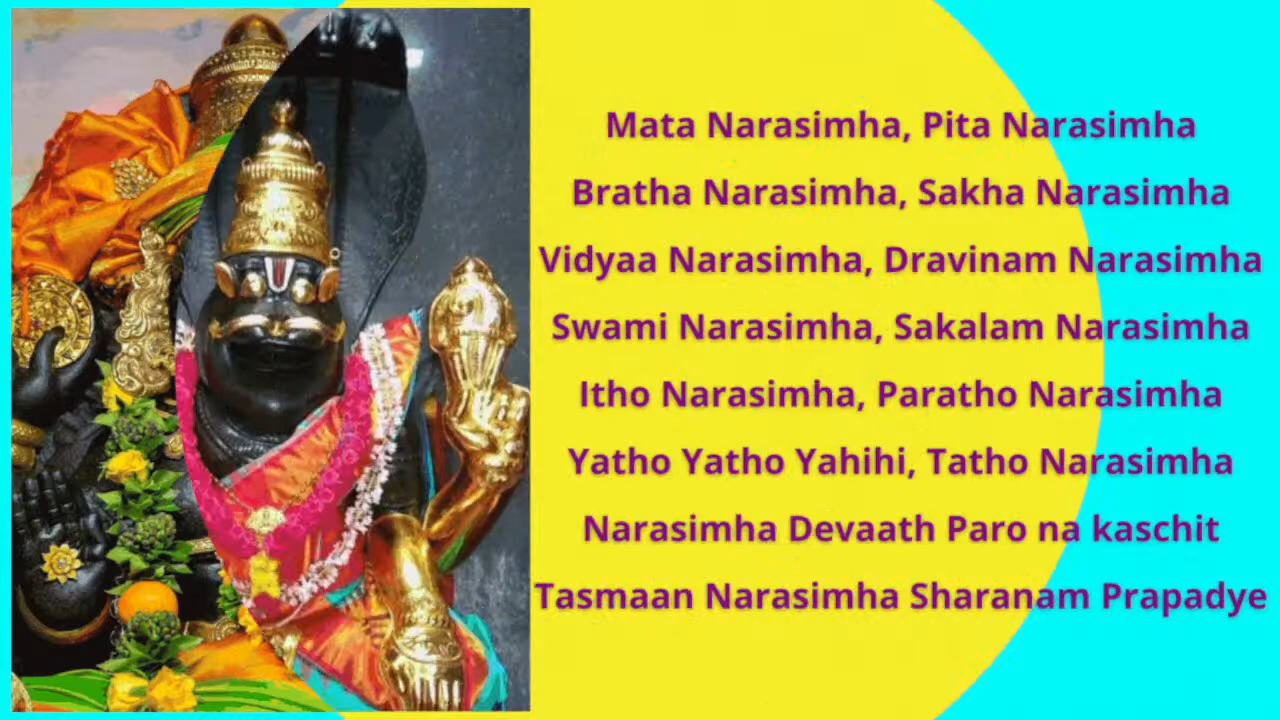 Mata Narasimha, Pita Narasimha
Bratha Narasimha, Sakha Narasimha
Vidyaa Narasimha, Dravinam Narasimha
Swami Narasimha, Sakalam Narasimha
Itho Narasimha, Paratho Narasimha
Yatho Yatho Yahihi, Tatho Narasimha
Narasimha Devaath Paro na kaschit
Tasmaan Narasimha Sharanam Prapadye